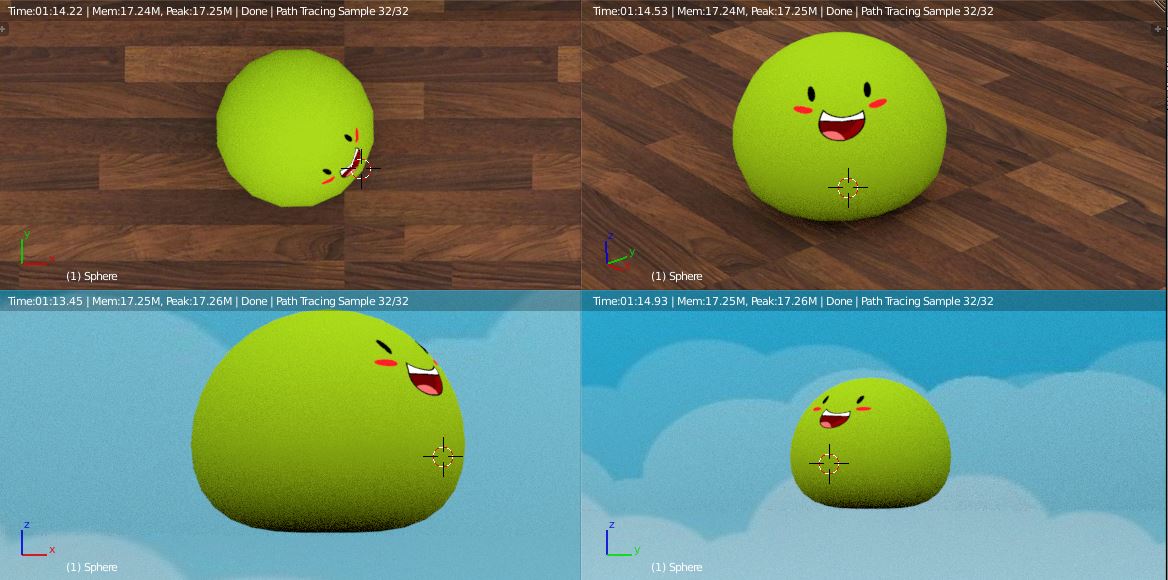 Time:01:14.22 | Mem:17.24M, Peak:17.25M | Done | Path Tracing Sample 32/32
Time:01:14.53 | Mem:17.24M, Peak:17.25M | Done | Path Tracing Sample 32/32
y
x
(1) Sphere
z
y
x
(1) Sphere
Time:01:13.45 | Mem:17.25M, Peak:17.26M | Done | Path Tracing Sample 32/32
Time:01:14.93 | Mem:17.25M, Peak:17.26M | Done | Path Tracing Sample 32/32
z
x
(1) Sphere
z
y
(1) Sphere